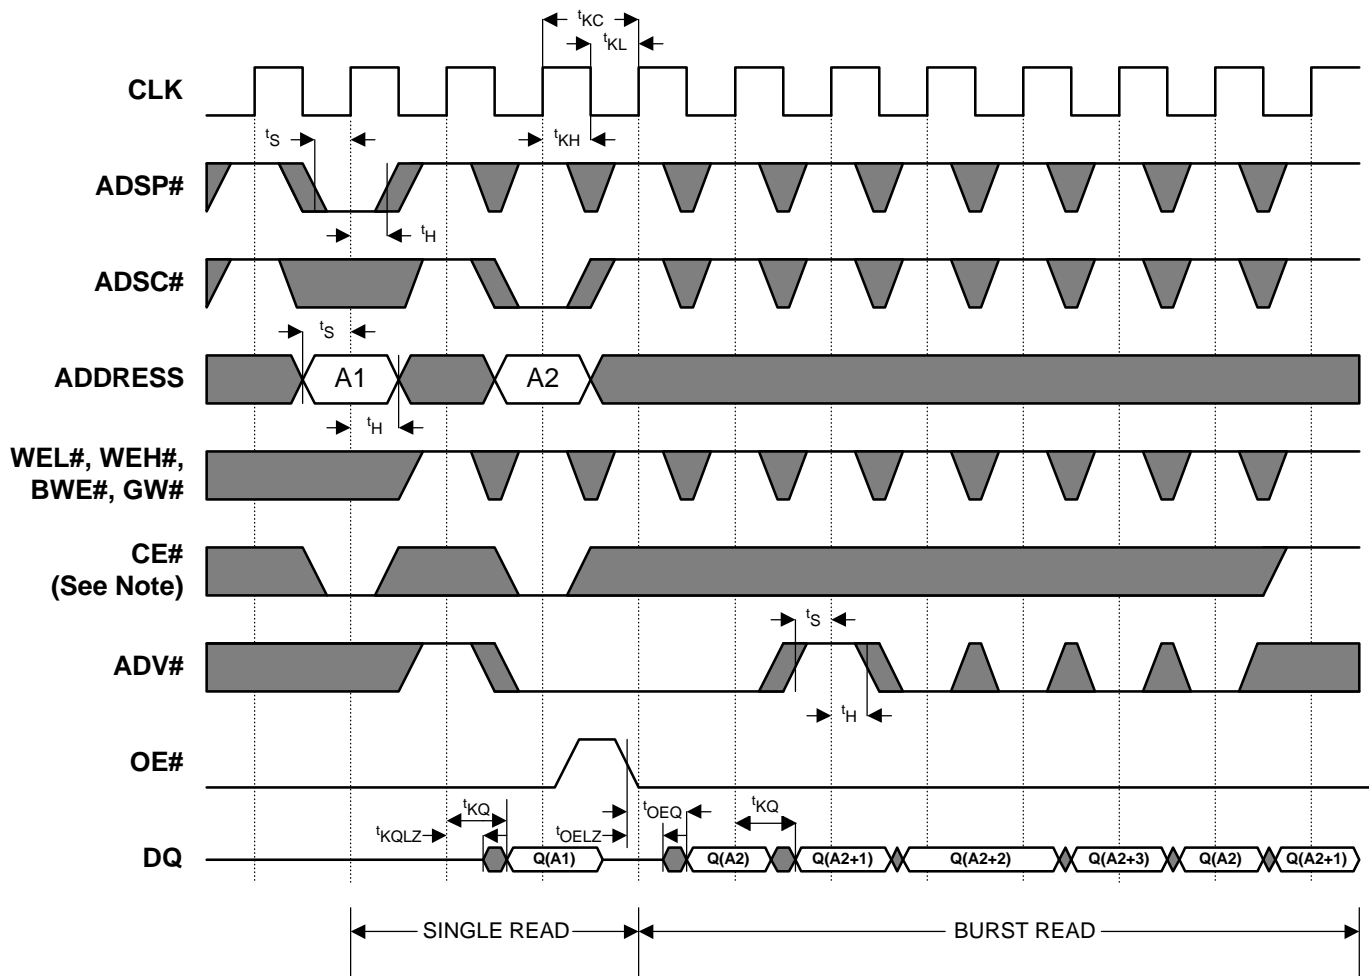 tKC
tKL
CLK
tS
tKH
ADSP#
tH
ADSC#
tS
ADDRESS
A1
A2
tH
WEL#, WEH#,
BWE#, GW#
CE#
(See Note)
tS
ADV#
tH
OE#
tKQ
tOEQ
tKQ
tKQLZ
tOELZ
DQ
Q(A1)
Q(A2)
Q(A2+1)
Q(A2+2)
Q(A2+3)
Q(A2)
Q(A2+1)
SINGLE READ
BURST READ